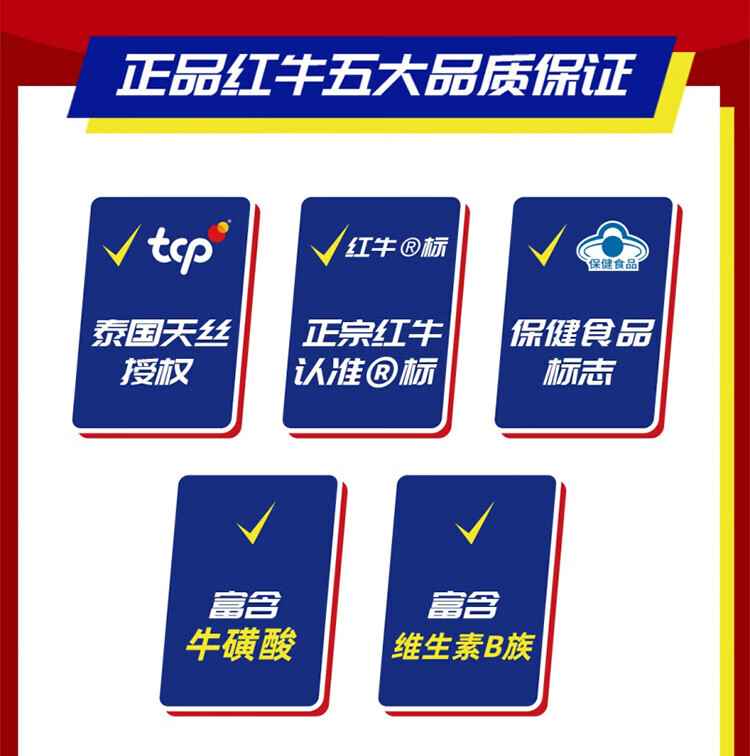 正品红牛五大品质保证
tcp
泰国天丝
授权
红牛®标
正宗红牛
认准®标
保健食品
保健食品
标志
富含
牛磺酸
富含
维生素B族